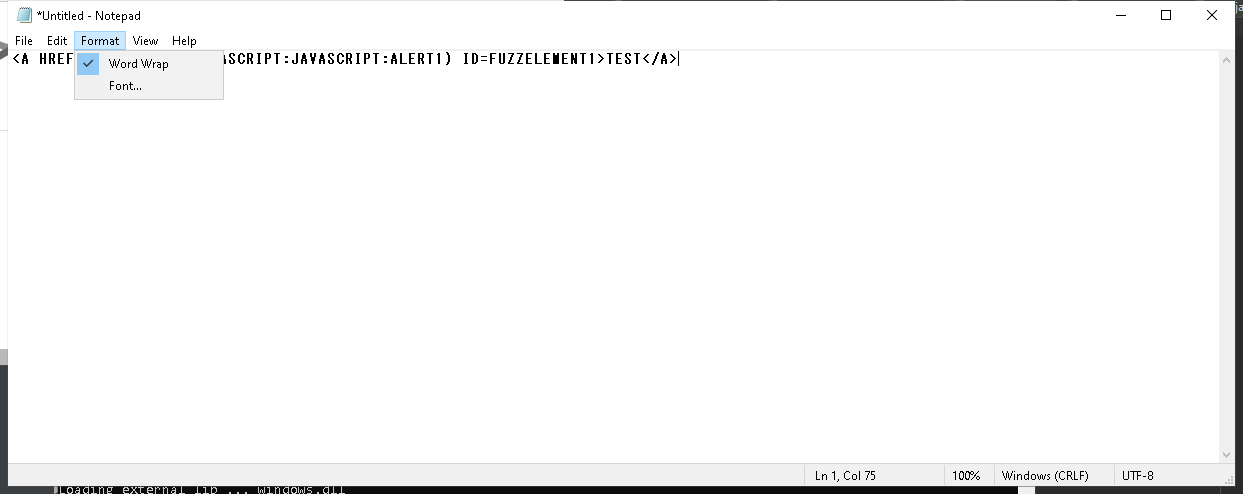 *Untitled - Notepad
File Edit Format View Help
<A HREF ASCRIPT:JAVASCRIPT:ALERT1) ID=FUZZELEMENT1>TEST</A>
Word Wrap
Font...
Ln 1, Col 75 100% Windows (CRLF) UTF-8
Loading external lib ... windows.dll